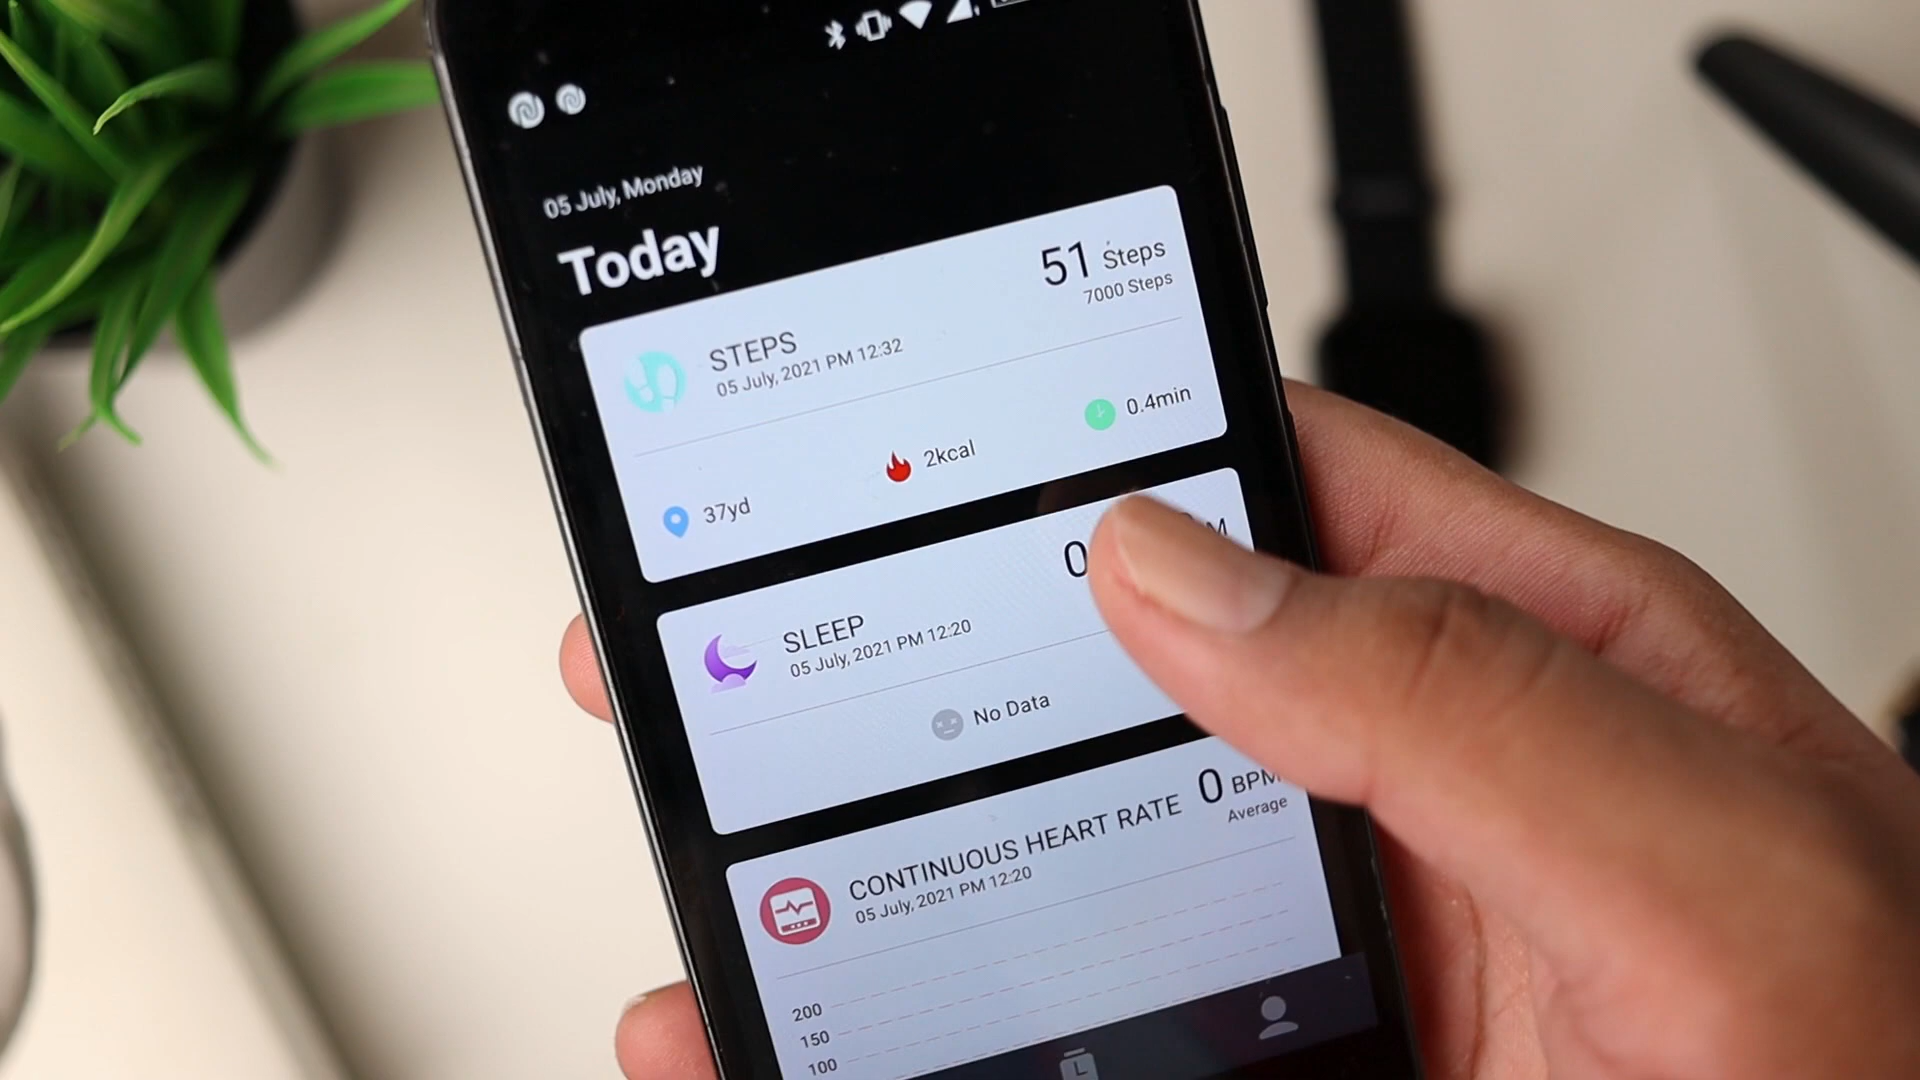 05 July, Monday
Today
51 Steps
7000 Steps
STEPS
05 July, 2021 PM 12:32
37yd
2kcal
0.4min
0
M
SLEEP
05 July, 2021 PM 12:20
No Data
CONTINUOUS HEART RATE
0 BPM
Average
05 July, 2021 PM 12:20
200
150
100